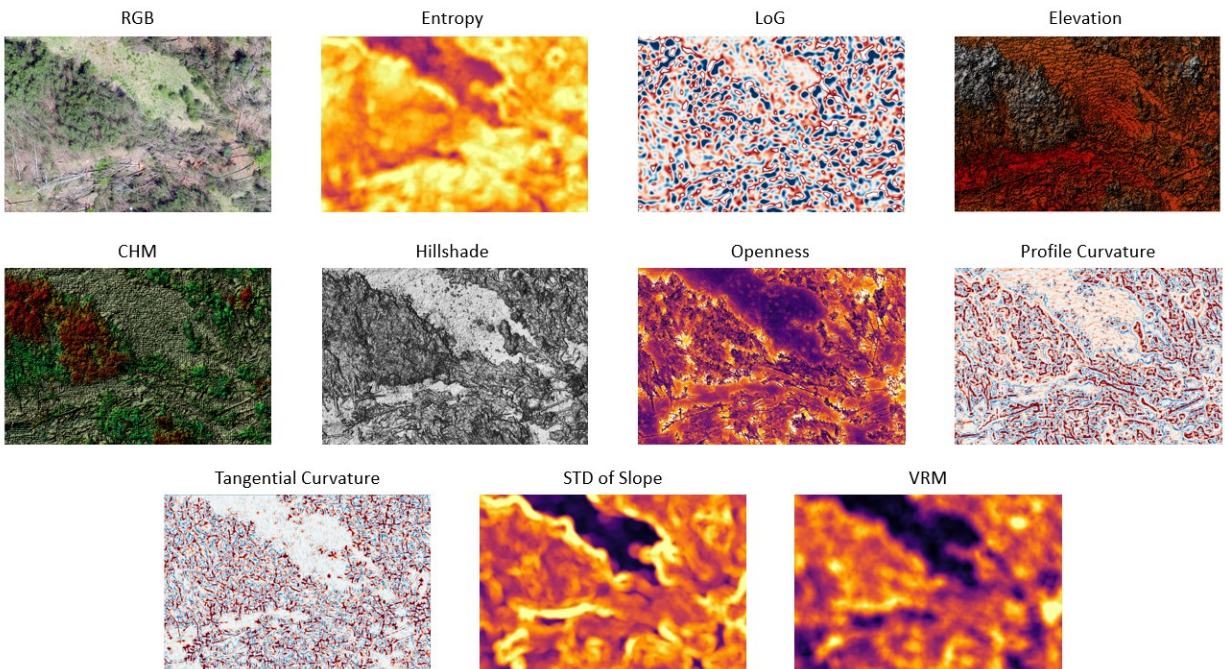 RGB
Entropy
LoG
Elevation
CHM
Hillshade
Openness
Profile Curvature
Tangential Curvature
STD of Slope
VRM